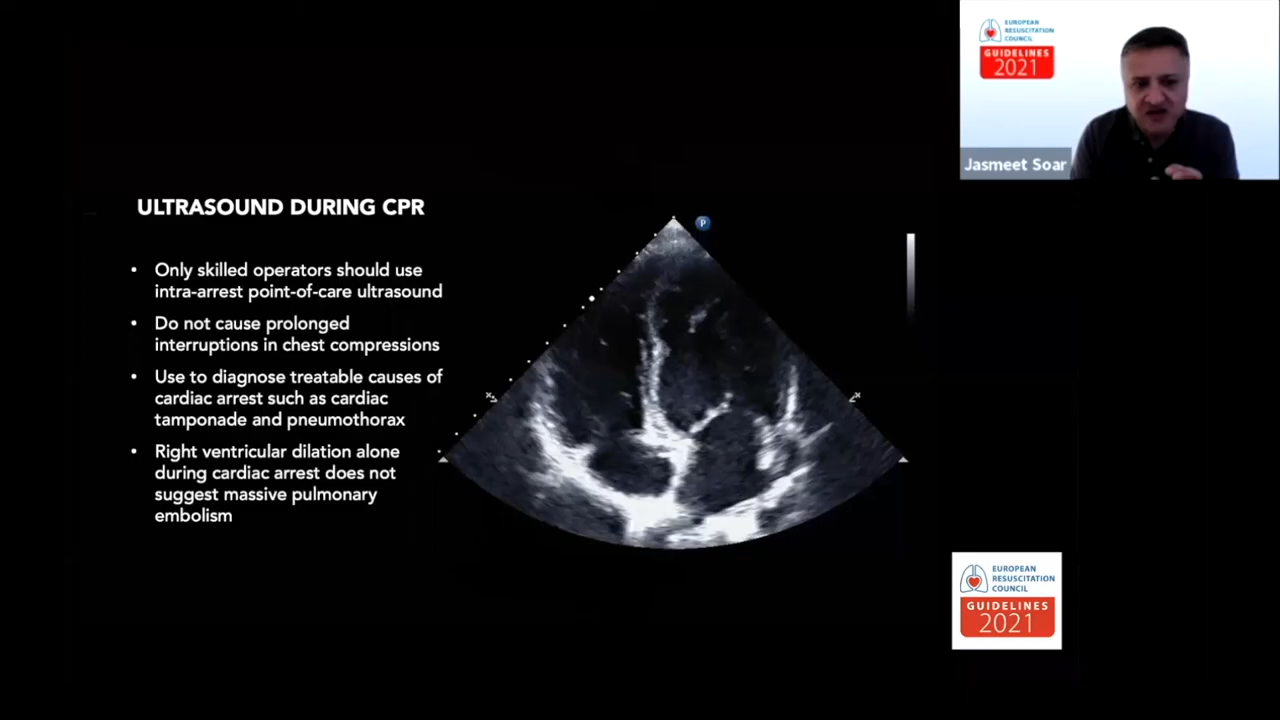 EUROPEAN
RESUSCITATION
COUNCIL
GUIDELINES
2021
Jasmeet Soar
ULTRASOUND DURING CPR
P
• Only skilled operators should use
intra-arrest point-of-care ultrasound
• Do not cause prolonged
interruptions in chest compressions
• Use to diagnose treatable causes of
cardiac arrest such as cardiac
tamponade and pneumothorax
• Right ventricular dilation alone
during cardiac arrest does not
suggest massive pulmonary
embolism
EUROPEAN
RESUSCITATION
COUNCIL
GUIDELINES
2021